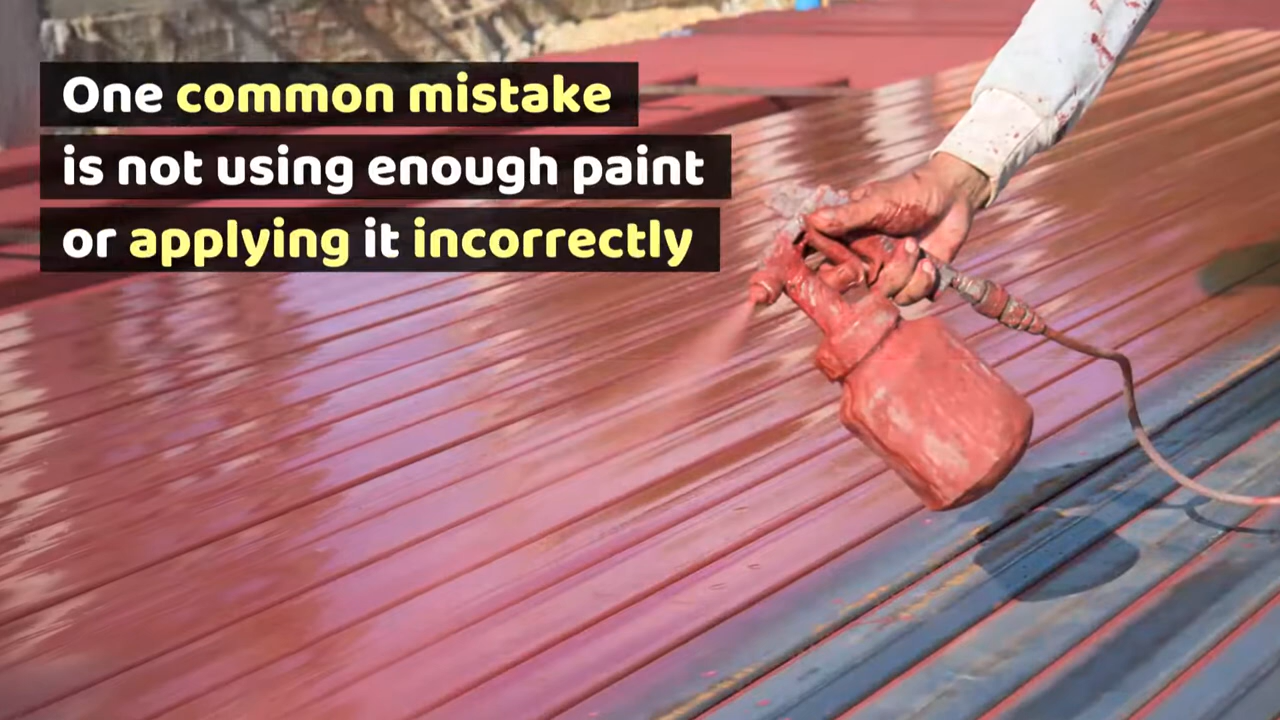 One common mistake
is not using enough paint
or applying it incorrectly